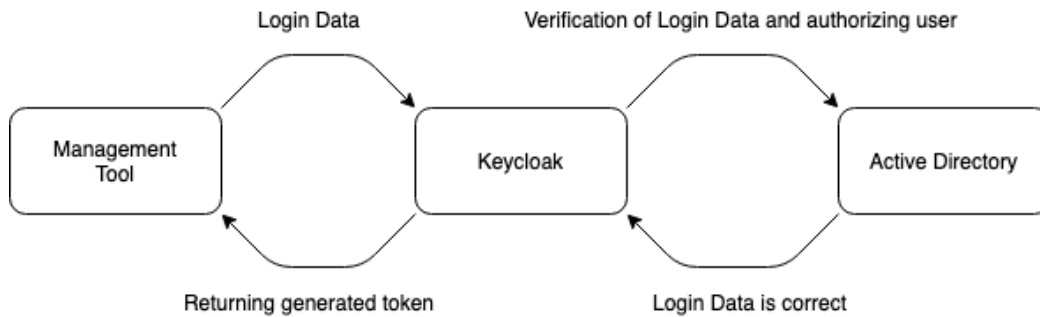 Login Data
Verification of Login Data and authorizing user
Management
Tool
Keycloak
Active Directory
Returning generated token
Login Data is correct